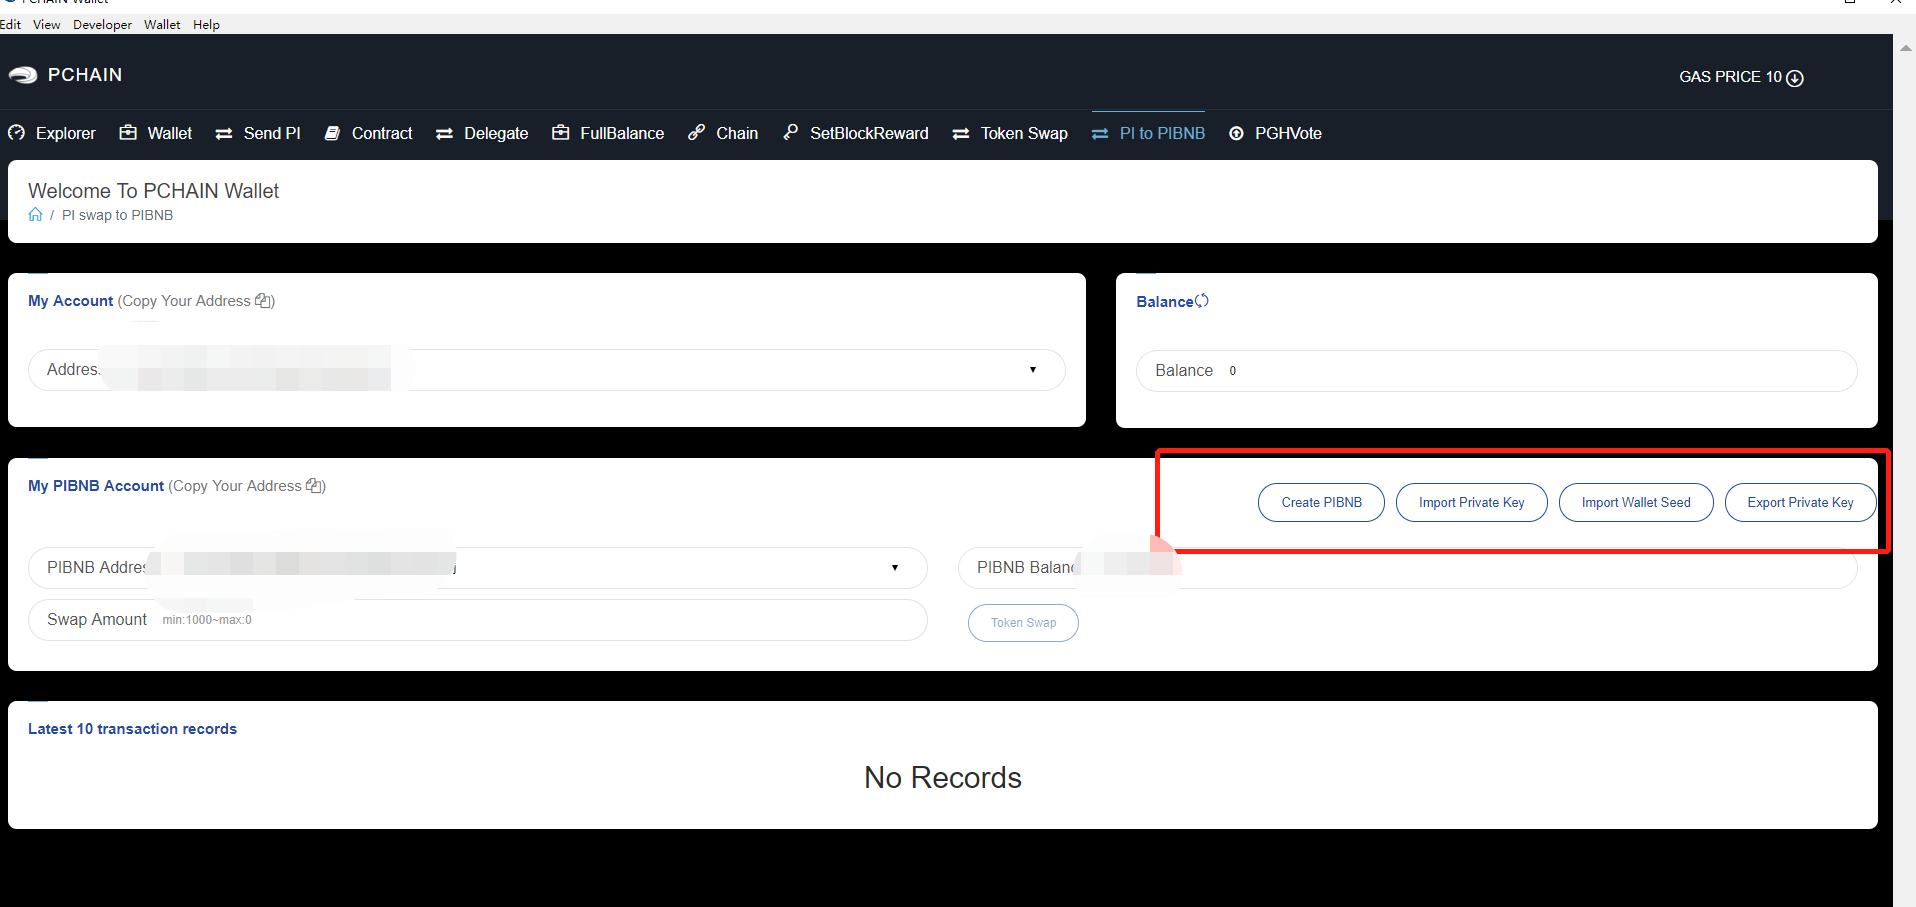 Edit View Developer Wallet Help
PCHAIN
GAS PRICE 10
Explorer Wallet Send PI Contract Delegate FullBalance Chain SetBlockReward Token Swap PI to PIBNB PGHVote
Welcome To PCHAIN Wallet
/ PI swap to PIBNB
My Account (Copy Your Address )
Balance
Balance 0
My PIBNB Account (Copy Your Address )
Create PIBNB Import Private Key Import Wallet Seed Export Private Key
PIBNB
PIBNB
Swap Amount min:1000~max:0
Token Swap
Latest 10 transaction records
No Records